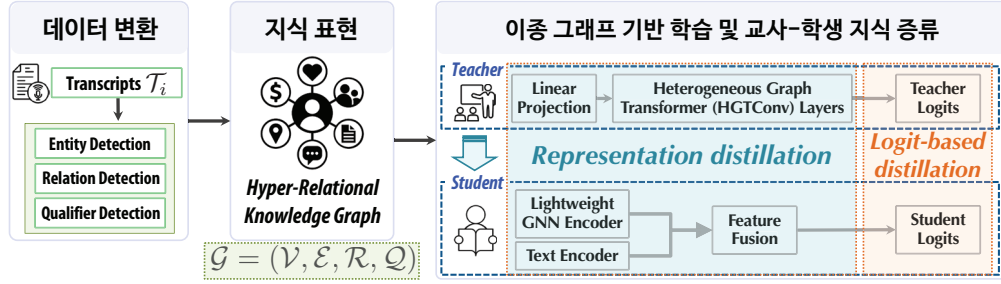 데이터 변환
Transcripts 𝒯ᵢ
Entity Detection
Relation Detection
Qualifier Detection
지식 표현
Hyper-Relational
Knowledge Graph
𝒢 = (𝒱, ℰ, ℛ, 𝒬)
이종 그래프 기반 학습 및 교사-학생 지식 증류
Teacher
Linear
Projection
Heterogeneous Graph
Transformer (HGTConv) Layers
Teacher
Logits
Representation distillation
Logit-based
distillation
Student
Lightweight
GNN Encoder
Text Encoder
Feature
Fusion
Student
Logits